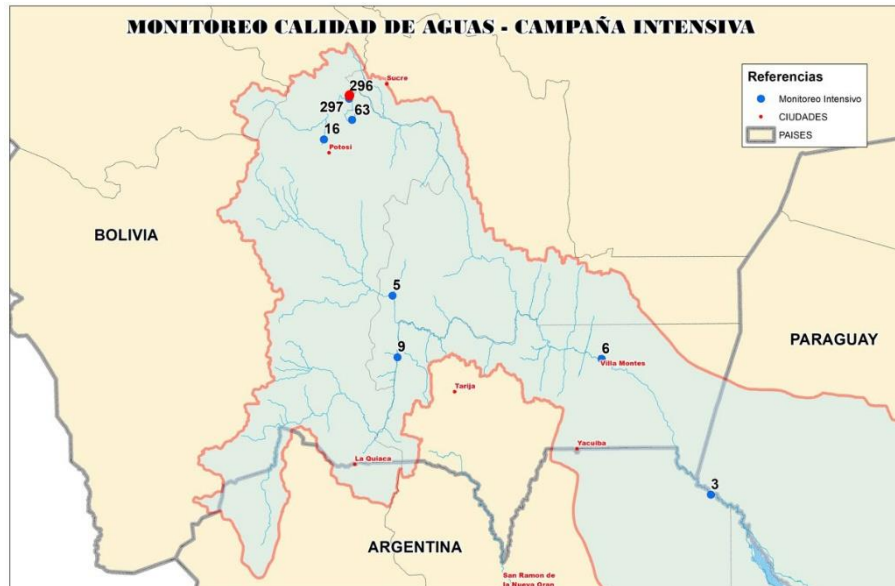 MONITOREO CALIDAD DE AGUAS - CAMPAÑA INTENSIVA
Referencias
Monitoreo Intensivo
CIUDADES
PAISES
Sucre
296
297
63
16
Potosi
BOLIVIA
5
9
6
Villa Montes
PARAGUAY
Tarija
Yacuiba
La Quiaca
3
ARGENTINA
San Ramon de
la Nueva Gran